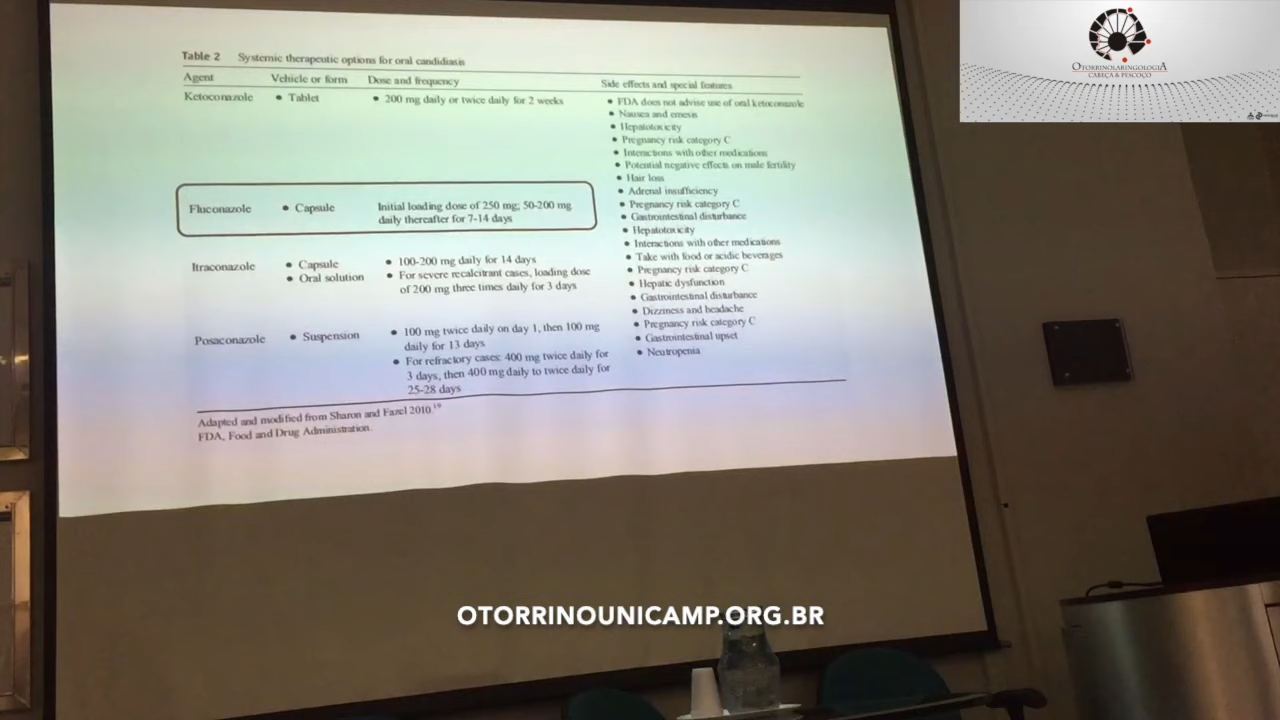 Table 2 Systemic therapeutic options for oral candidiasis
Agent Vehicle or form Dose and frequency Side effects and special features
Ketoconazole • Tablet • 200 mg daily or twice daily for 2 weeks • FDA does not advise use of oral ketoconazole
• Nausea and emesis
• Hepatotoxicity
• Pregnancy risk category C
• Interactions with other medications
• Potential negative effects on male fertility
• Hair loss
• Adrenal insufficiency
Fluconazole • Capsule Initial loading dose of 250 mg; 50-200 mg
daily thereafter for 7-14 days
• Pregnancy risk category C
• Gastrointestinal disturbance
• Hepatotoxicity
• Interactions with other medications
Itraconazole • Capsule • 100-200 mg daily for 14 days
• Oral solution • For severe recalcitrant cases, loading dose
of 200 mg three times daily for 3 days
• Take with food or acidic beverages
• Pregnancy risk category C
• Hepatic dysfunction
• Gastrointestinal disturbance
• Dizziness and headache
Posaconazole • Suspension • 100 mg twice daily on day 1, then 100 mg
daily for 13 days
• For refractory cases: 400 mg twice daily for
3 days, then 400 mg daily to twice daily for
25-28 days
• Pregnancy risk category C
• Gastrointestinal upset
• Neutropenia
Adapted and modified from Sharon and Fazel 2010.19
FDA, Food and Drug Administration.
OTORRINOLARINGOLOGIA
CABEÇA & PESCOÇO
OTORRINOUNICAMP.ORG.BR